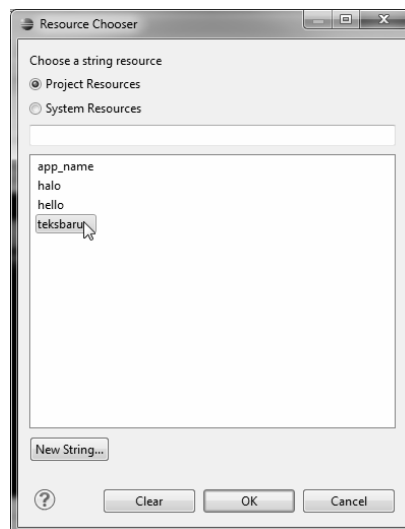 Resource Chooser
Choose a string resource
Project Resources
System Resources
app_name
halo
hello
teksbaru
New String...
Clear OK Cancel